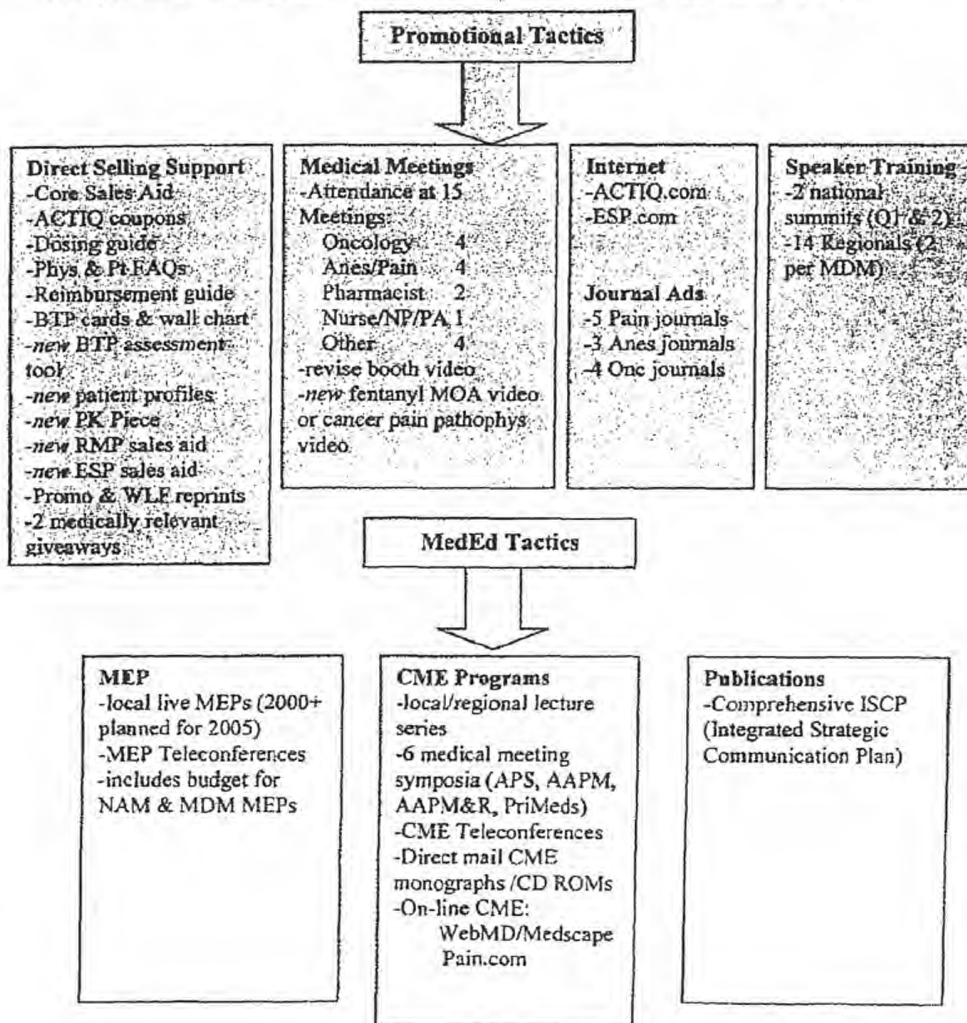 Promotional Tactics
Direct Selling Support
-Core Sales Aid
-ACTIQ coupons
-Dosing guide
-Phys & Pt FAQs
-Reimbursement guide
-BTP cards & wall chart
-new BTP assessment
tool
-new patient profiles
-new PK Piece
-new RMP sales aid
-new ESP sales aid
-Promo & WLF reprints
-2 medically relevant
giveaways
Medical Meetings
-Attendance at 15
Meetings:
Oncology 4
Anes/Pain 4
Pharmacist 2
Nurse/NP/PA 1
Other 4
-revise booth video
-new fentanyl MOA video
or cancer pain pathophys
video
Internet
-ACTIQ.com
-ESP.com
Journal Ads
-5 Pain journals
-3 Anes journals
-4 Onc journals
Speaker Training
-2 national
summits (Q1 & 2)
-14 Regionals (2
per MDM)
MedEd Tactics
MEP
-local live MEPs (2000+
planned for 2005)
-MEP Teleconferences
-includes budget for
NAM & MDM MEPs
CME Programs
-local/regional lecture
series
-6 medical meeting
symposia (APS, AAPM,
AAPM&R, PriMeds)
-CME Teleconferences
-Direct mail CME
monographs /CD ROMs
-On-line CME:
WebMD/Medscape
Pain.com
Publications
-Comprehensive ISCP
(Integrated Strategic
Communication Plan)